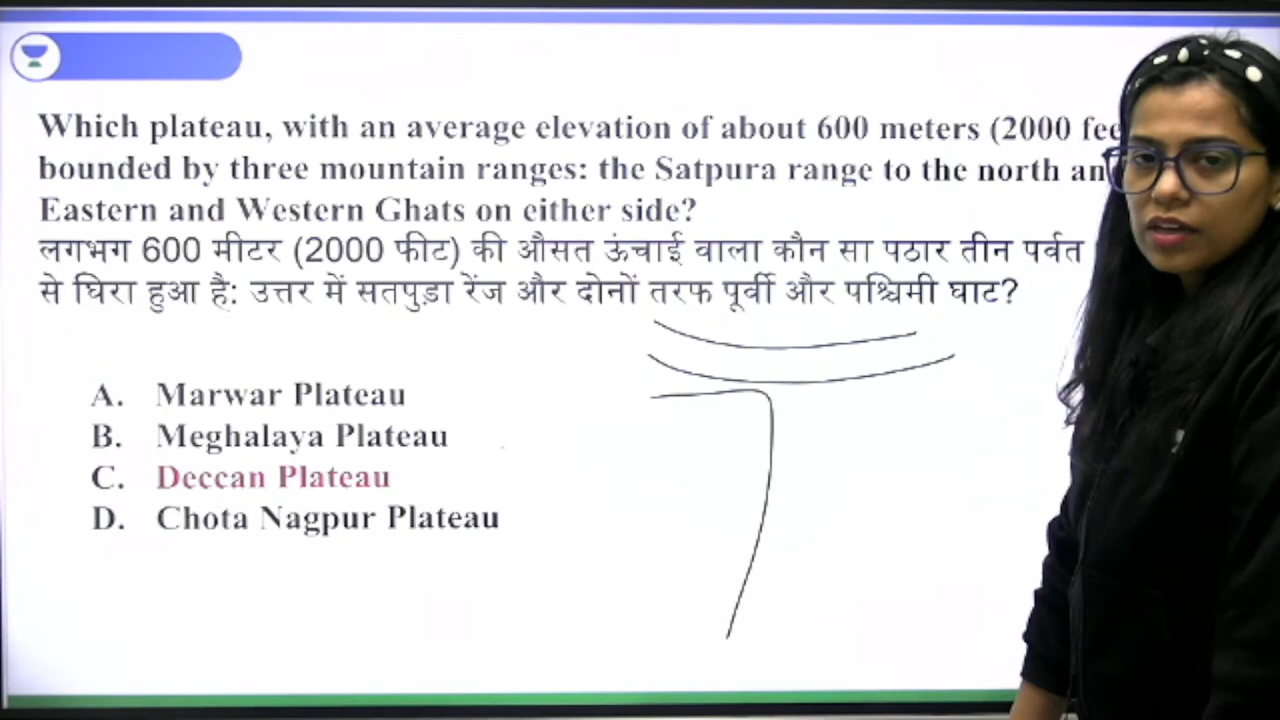 Which plateau, with an average elevation of about 600 meters (2000 fee
bounded by three mountain ranges: the Satpura range to the north an
Eastern and Western Ghats on either side?
लगभग 600 मीटर (2000 फीट) की औसत ऊंचाई वाला कौन सा पठार तीन पर्वत
से घिरा हुआ है: उत्तर में सतपुड़ा रेंज और दोनों तरफ पूर्वी और पश्चिमी घाट?
A. Marwar Plateau
B. Meghalaya Plateau
C. Deccan Plateau
D. Chota Nagpur Plateau